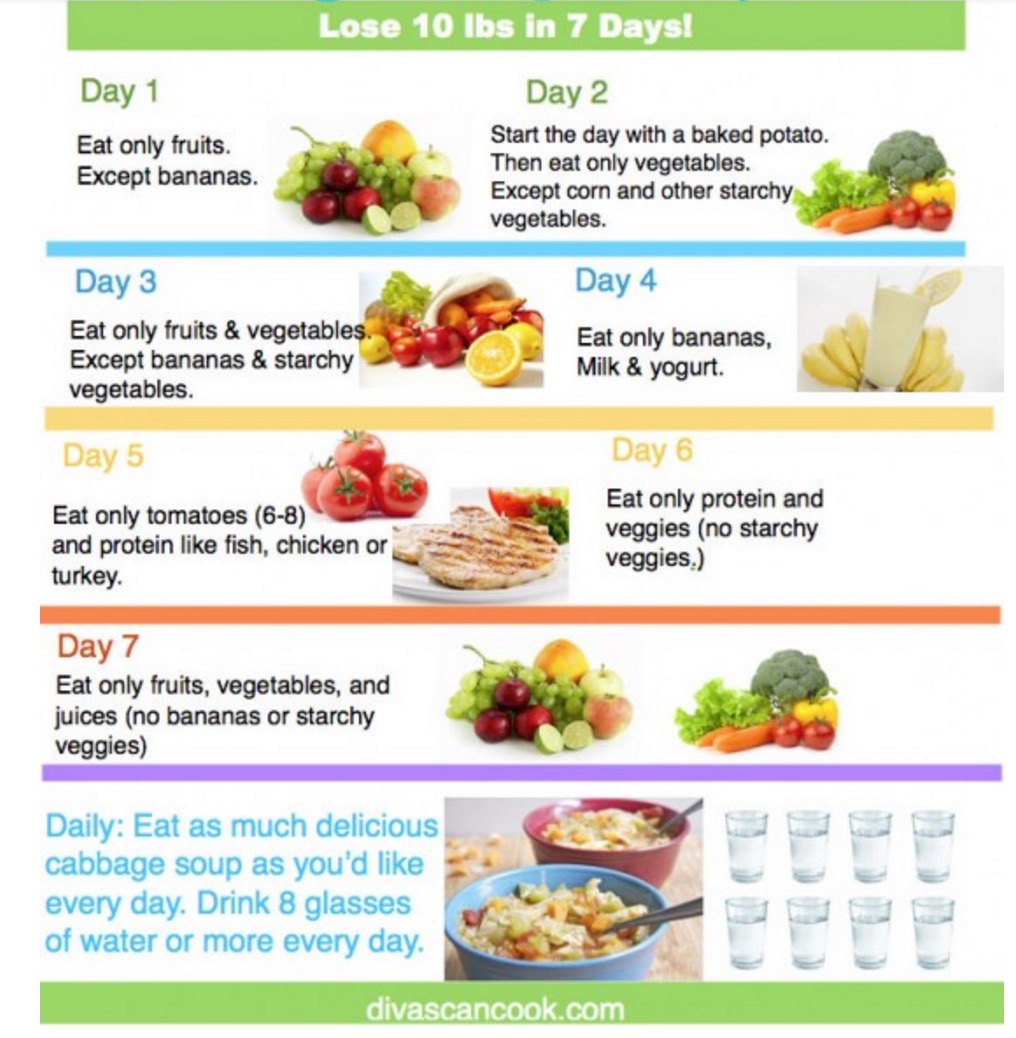 Lose 10 lbs in 7 Days!
Day 1
Eat only fruits.
Except bananas.
Day 2
Start the day with a baked potato.
Then eat only vegetables.
Except corn and other starchy
vegetables.
Day 3
Eat only fruits & vegetables.
Except bananas & starchy
vegetables.
Day 4
Eat only bananas,
Milk & yogurt.
Day 5
Eat only tomatoes (6-8)
and protein like fish, chicken or
turkey.
Day 6
Eat only protein and
veggies (no starchy
veggies.)
Day 7
Eat only fruits, vegetables, and
juices (no bananas or starchy
veggies)
Daily: Eat as much delicious
cabbage soup as you'd like
every day. Drink 8 glasses
of water or more every day.
divascancook.com